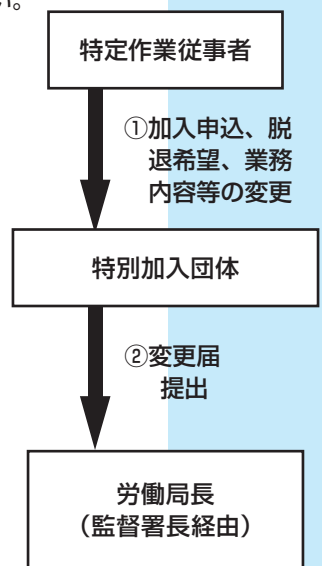 い。
特定作業従事者
①加入申込、脱
退希望、業務
内容等の変更
特別加入団体
②変更届
提出
労働局長
（監督署長経由）